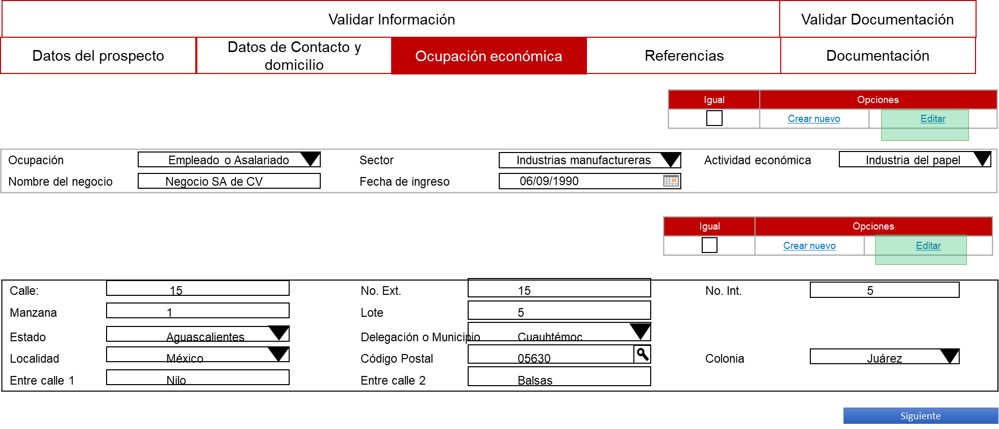 Validar Información
Validar Documentación
Datos del prospecto
Datos de Contacto y
domicilio
Ocupación económica
Referencias
Documentación
Igual
Opciones
Crear nuevo
Editar
Ocupación
Empleado o Asalariado
Sector
Industrias manufactureras
Actividad económica
Industria del papel
Nombre del negocio
Negocio SA de CV
Fecha de ingreso
06/09/1990
Igual
Opciones
Crear nuevo
Editar
Calle:
15
No. Ext.
15
No. Int.
5
Manzana
1
Lote
5
Estado
Aguascalientes
Delegación o Municipio
Cuauhtémoc
Localidad
México
Código Postal
05630
Colonia
Juárez
Entre calle 1
Nilo
Entre calle 2
Balsas
Siguiente